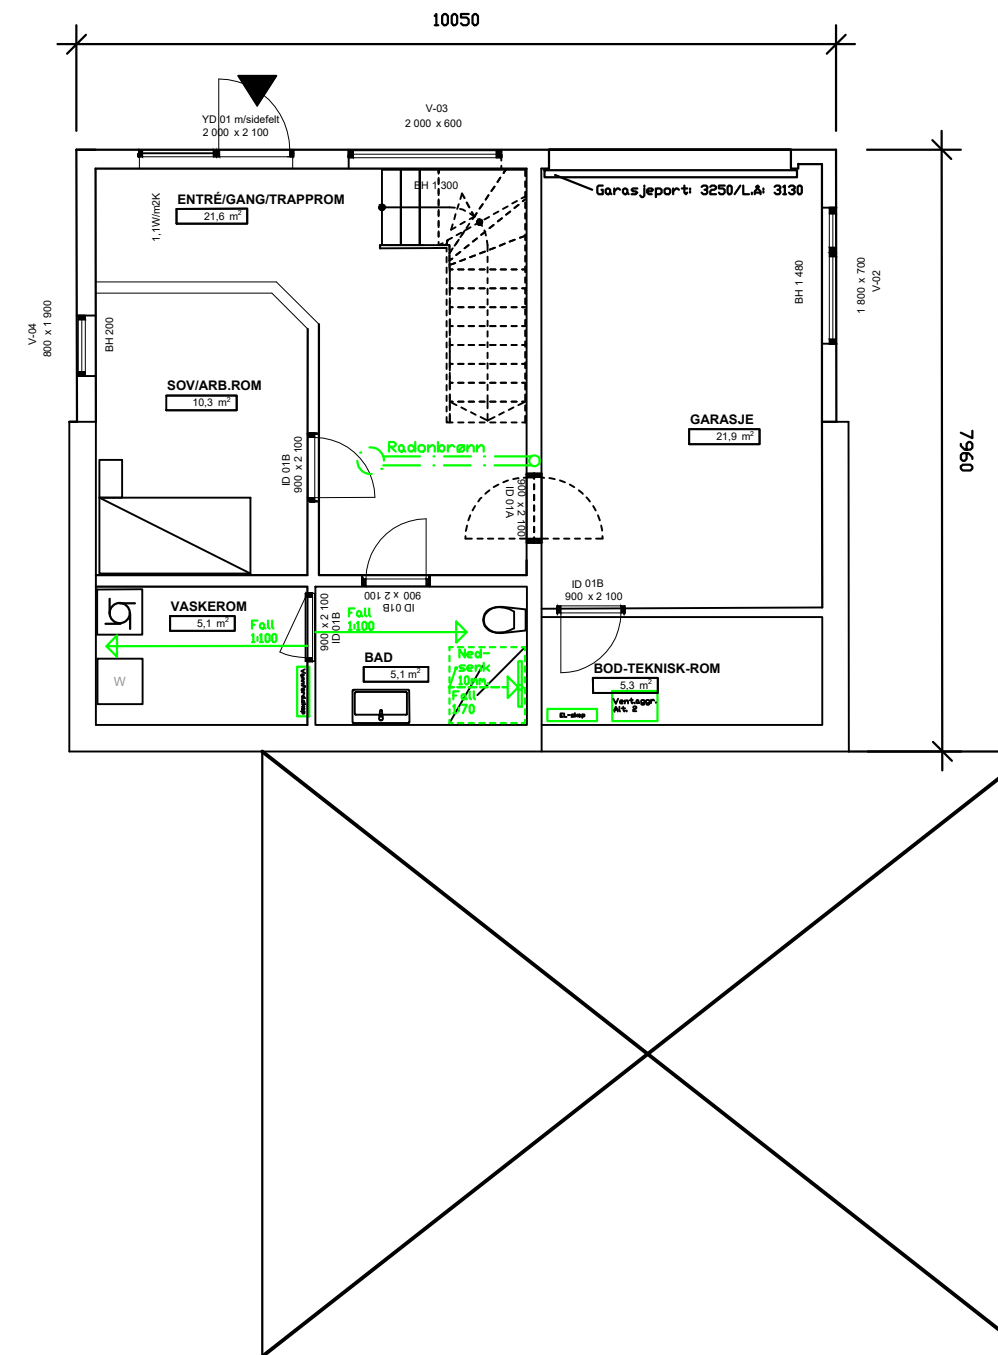 10050
V-03
2 000 x 600
YD 01 m/sidefelt
2 000 x 2 100
BH 1 300
Garasjeport: 3250/L.Å: 3130
ENTRÉ/GANG/TRAPPROM
21,6 m²
1,1W/m2K
BH 1 480
1 800 x 700
V-02
V-04
800 x 1 900
BH 200
SOV/ARB.ROM
10,3 m²
GARASJE
21,9 m²
7960
Radonbrønn
ID 01B
900 x 2 100
900 x 2 100
ID 01A
ID 01B
900 x 2 100
ID 01B
900 x 2 100
VASKEROM
5,1 m²
Fall
1:100
900 x 2 100
ID 01B
Fall
1:100
BAD
5,1 m²
Ned-
senk
10mm
Fall
1:70
BOD-TEKNISK-ROM
5,3 m²
W
EL-skap
Vent.aggr.
Alt. 2